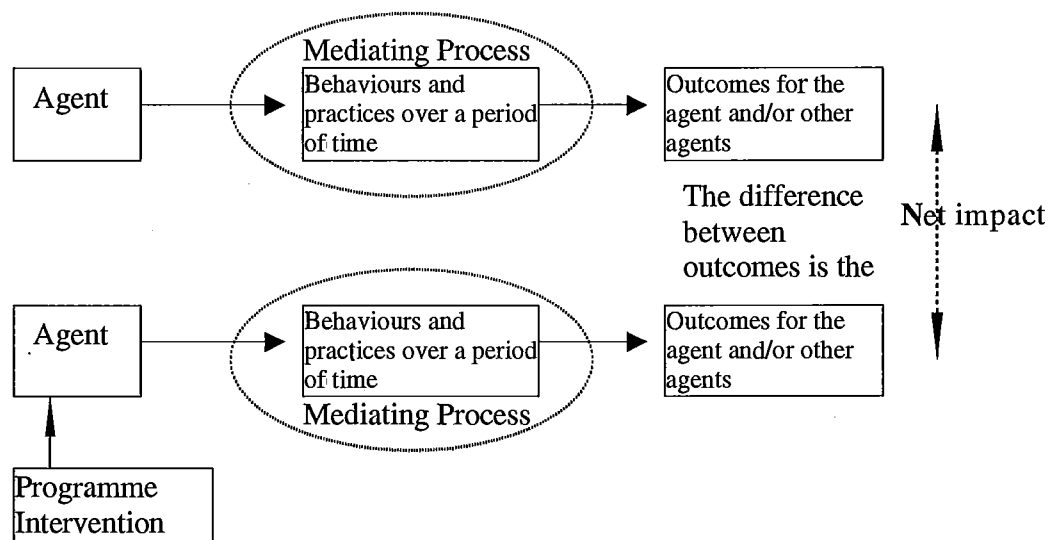 Mediating Process
Agent
Behaviours and
practices over a period
of time
Outcomes for the
agent and/or other
agents
The difference
between
outcomes is the
Net impact
Agent
Behaviours and
practices over a period
of time
Mediating Process
Outcomes for the
agent and/or other
agents
Programme
Intervention